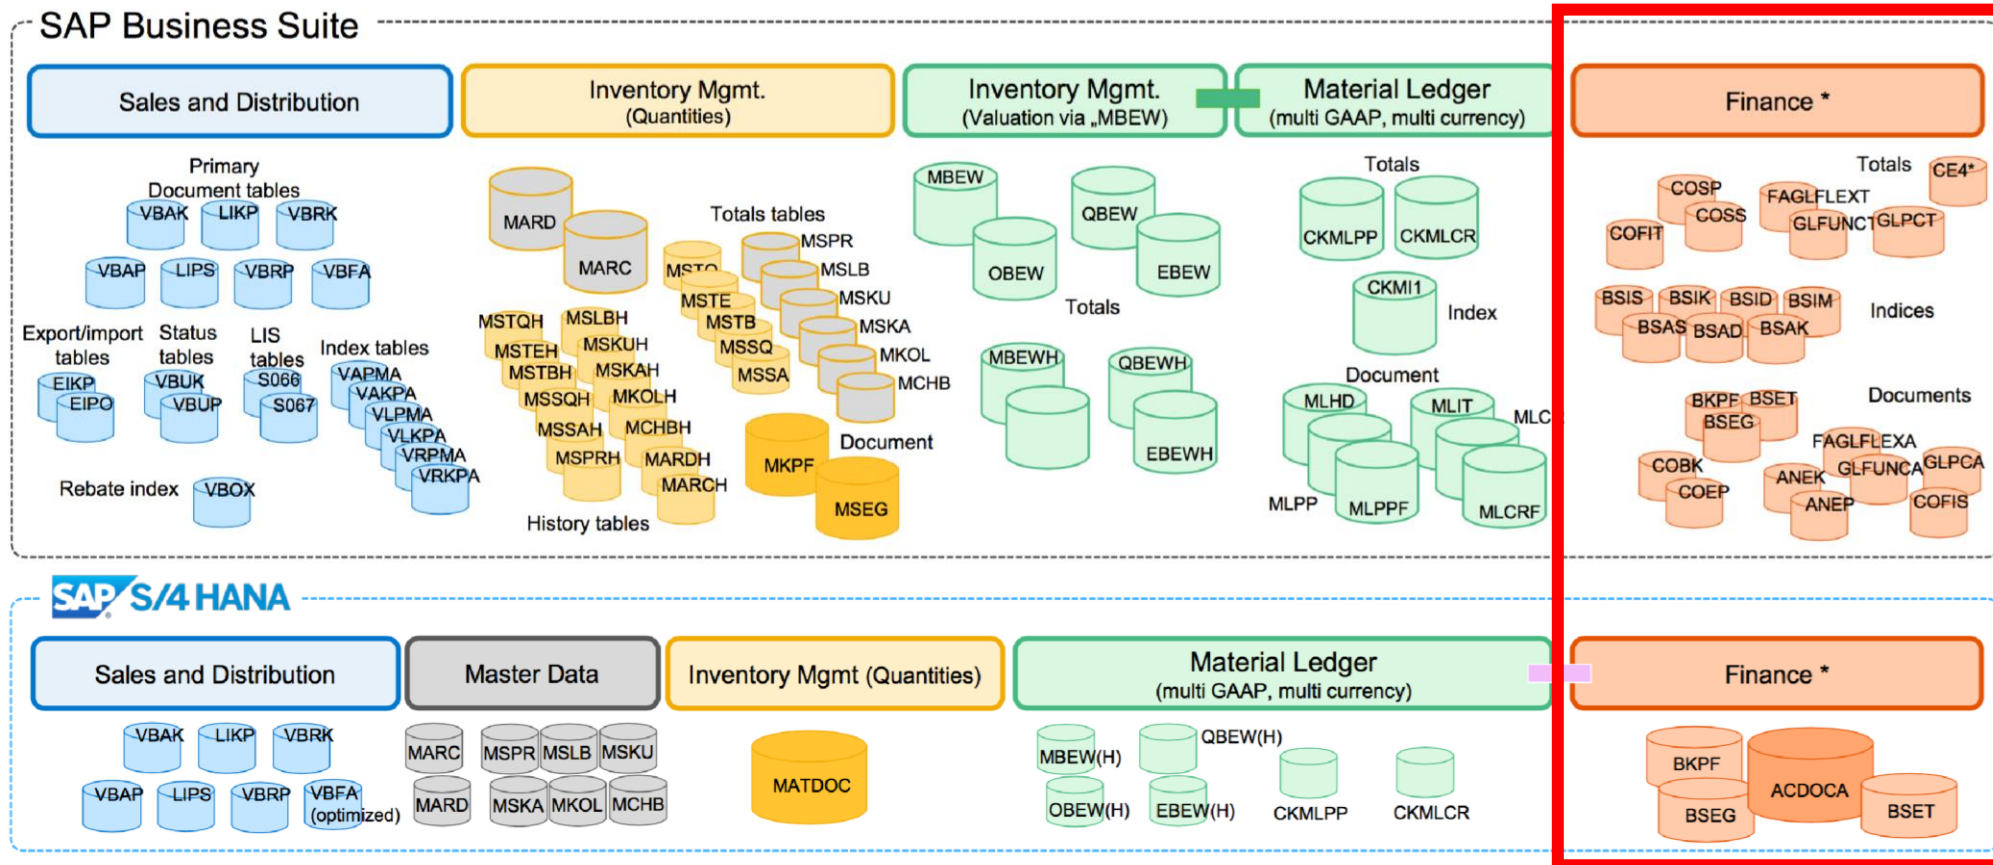 SAP Business Suite
Sales and Distribution
Inventory Mgmt.
(Quantities)
Inventory Mgmt.
(Valuation via „MBEW)
Material Ledger
(multi GAAP, multi currency)
Finance *
Primary
Document tables
VBAK LIKP VBRK
VBAP LIPS VBRP VBFA
Export/import
tables
Status
tables
LIS
tables
Index tables
EIKP
EIPO
VBUK
VBUP
S066
S067
VAPMA
VAKPA
VLPMA
VLKPA
VRPMA
VRKPA
Rebate index
VBOX
MARD
MARC
Totals tables
MSPR
MSLB
MSKU
MSKA
MKOL
MCHB
MSTE
MSTB
MSSQ
MSSA
MSTQH
MSTEH
MSTBH
MSSQH
MSSAH
MSPRH
MSLBH
MSKUH
MSKAH
MKOLH
MCHBH
MARDH
MARCH
History tables
Document
MKPF
MSEG
MBEW
OBEW
QBEW
EBEW
Totals
MBEWH
QBEWH
EBEWH
Totals
CKMLPP
CKMLCR
CKMI1
Index
Document
MLHD
MLIT
MLPP
MLPPF
MLCRF
Totals
CE4*
COSP
COSS
COFIT
FAGLFLEXT
GLFUNCT
GLPCT
BSIS BSIK BSID BSIM
BSAS BSAD BSAK
Indices
Documents
BKPF BSET
BSEG
COBK
COEP
FAGLFLEXA
GLFUNCA
GLPCA
ANEK
ANEP
COFIS
SAP S/4 HANA
Sales and Distribution
Master Data
Inventory Mgmt (Quantities)
Material Ledger
(multi GAAP, multi currency)
Finance *
VBAK LIKP VBRK
VBAP LIPS VBRP VBFA
(optimized)
MARC MSPR MSLB MSKU
MARD MSKA MKOL MCHB
MATDOC
MBEW(H) QBEW(H)
OBEW(H) EBEW(H)
CKMLPP CKMLCR
BKPF
BSEG
ACDOCA
BSET